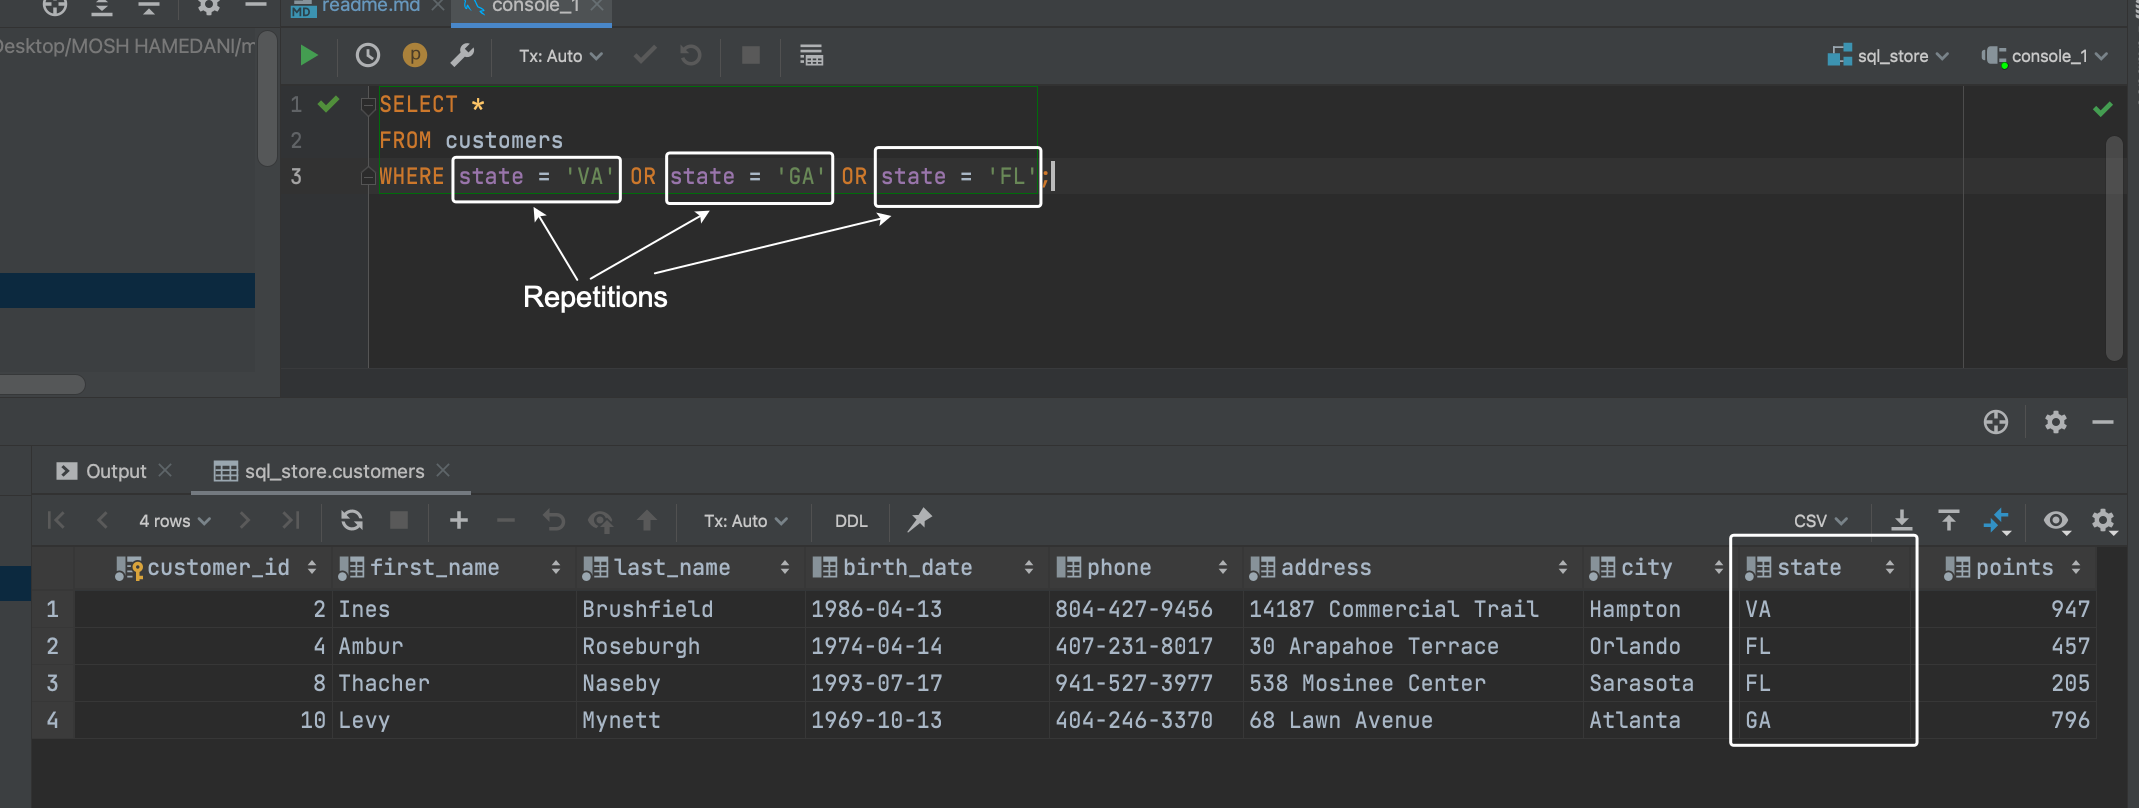 readme.md console_1
Desktop/MOSH HAMEDANI/m
p Tx: Auto sql_store console_1
1 SELECT *
2 FROM customers
3 WHERE state = 'VA' OR state = 'GA' OR state = 'FL';
Repetitions
Output sql_store.customers
4 rows Tx: Auto DDL CSV
customer_id first_name last_name birth_date phone address city state points
1 2 Ines Brushfield 1986-04-13 804-427-9456 14187 Commercial Trail Hampton VA 947
2 4 Ambur Roseburgh 1974-04-14 407-231-8017 30 Arapahoe Terrace Orlando FL 457
3 8 Thacher Naseby 1993-07-17 941-527-3977 538 Mosinee Center Sarasota FL 205
4 10 Levy Mynett 1969-10-13 404-246-3370 68 Lawn Avenue Atlanta GA 796